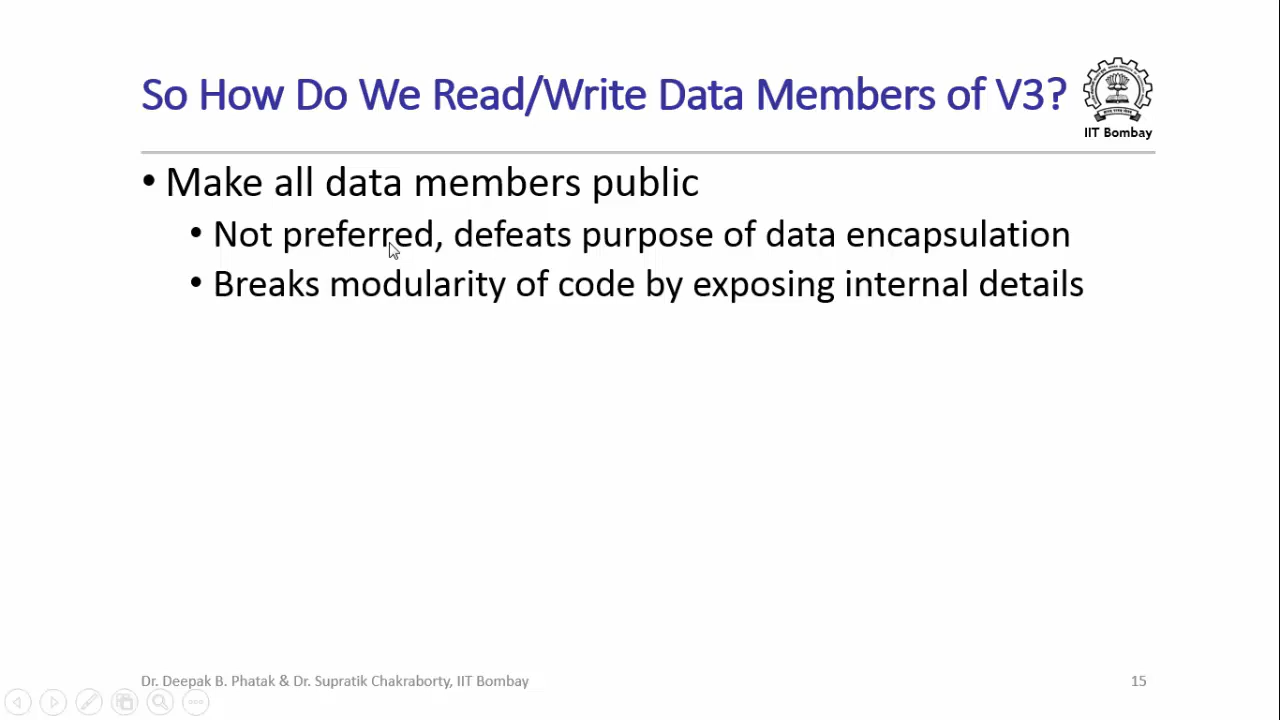 So How Do We Read/Write Data Members of V3?
IIT Bombay
• Make all data members public
• Not preferred, defeats purpose of data encapsulation
• Breaks modularity of code by exposing internal details
Dr. Deepak B. Phatak & Dr. Supratik Chakraborty, IIT Bombay
15